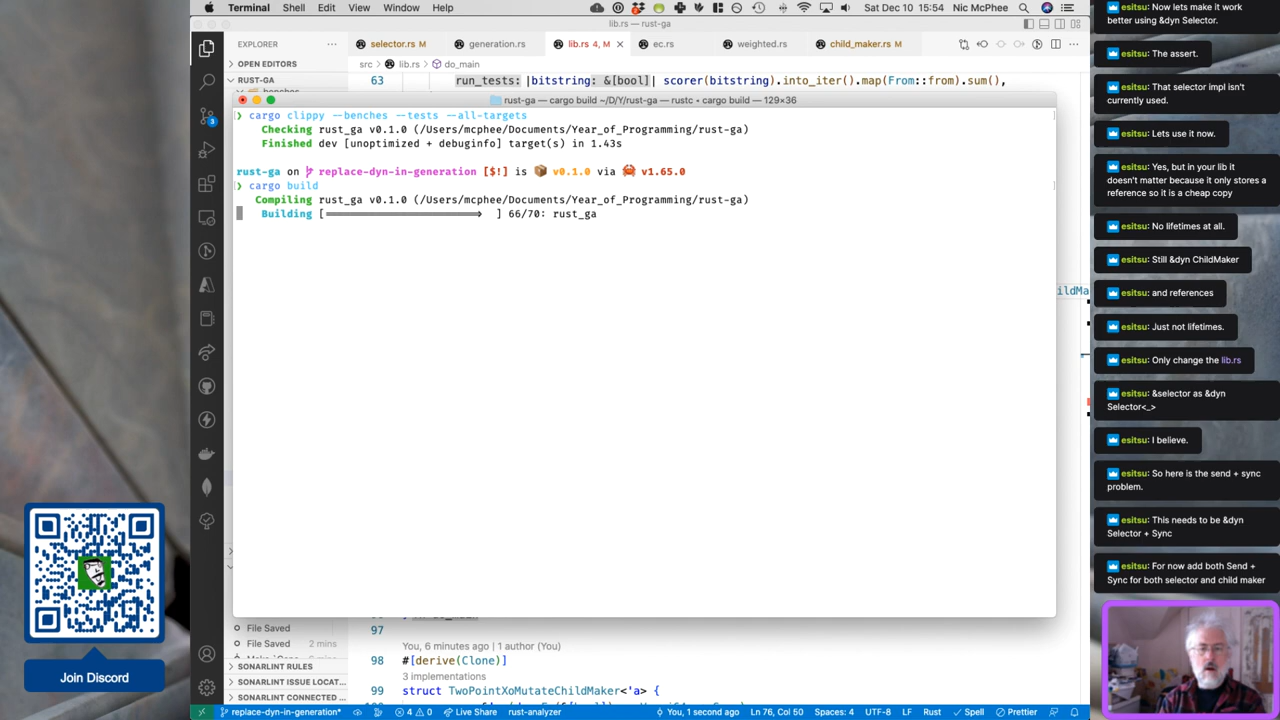 Terminal Shell Edit View Window Help
Sat Dec 10 15:54 Nic McPhee
lib.rs — rust-ga
EXPLORER
selector.rs M
generation.rs
lib.rs 4, M
ec.rs
weighted.rs
child_maker.rs M
OPEN EDITORS
src > lib.rs > do_main
RUST-GA
benches
63 run_tests: |bitstring: &[bool]| scorer(bitstring).into_iter().map(From::from).sum(),
rust-ga — cargo build ~/D/Y/rust-ga — rustc • cargo build — 129×36
❯ cargo clippy --benches --tests --all-targets
Checking rust_ga v0.1.0 (/Users/mcphee/Documents/Year_of_Programming/rust-ga)
Finished dev [unoptimized + debuginfo] target(s) in 1.43s
rust-ga on replace-dyn-in-generation [$!] is 📦 v0.1.0 via 🦀 v1.65.0
❯ cargo build
Compiling rust_ga v0.1.0 (/Users/mcphee/Documents/Year_of_Programming/rust-ga)
Building [============================> ] 66/70: rust_ga
ildMa
File Saved
File Saved 2 mins
97
You, 6 minutes ago | 1 author (You)
98 #[derive(Clone)]
3 implementations
99 struct TwoPointXoMutateChildMaker<'a> {
SONARLINT RULES
SONARLINT ISSUE LOCAT...
SONARLINT CONNECTED ...
replace-dyn-in-generation* 4 0 Live Share rust-analyzer You, 1 second ago Ln 76, Col 50 Spaces: 4 UTF-8 LF Rust Spell Prettier
Join Discord
esitsu: Now lets make it work
better using &dyn Selector.
esitsu: The assert.
esitsu: That selector impl isn't
currently used.
esitsu: Lets use it now.
esitsu: Yes, but in your lib it
doesn't matter because it only stores a
reference so it is a cheap copy
esitsu: No lifetimes at all.
esitsu: Still &dyn ChildMaker
esitsu: and references
esitsu: Just not lifetimes.
esitsu: Only change the lib.rs
esitsu: &selector as &dyn
Selector<_>
esitsu: I believe.
esitsu: So here is the send + sync
problem.
esitsu: This needs to be &dyn
Selector + Sync
esitsu: For now add both Send +
Sync for both selector and child maker